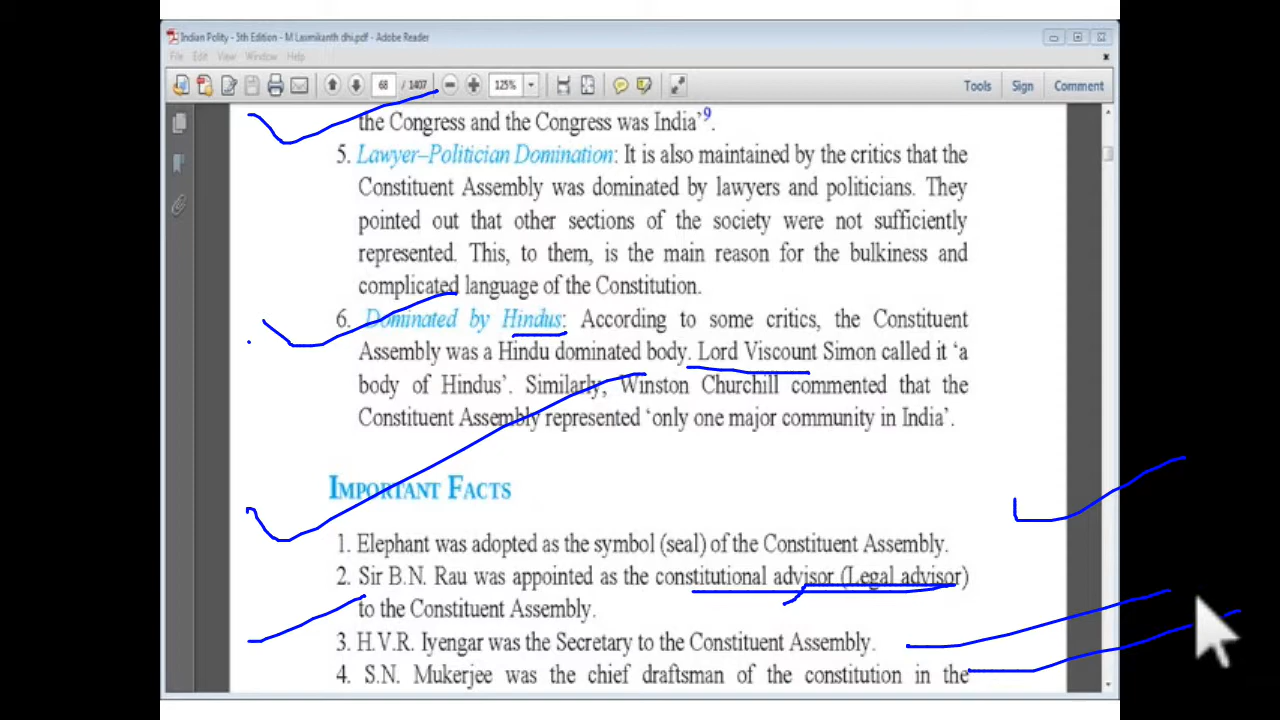 Indian Polity - 5th Edition - M Laxmikanth dhi.pdf - Adobe Reader
File Edit View Window Help
68 / 1407 125% Tools Sign Comment
the Congress and the Congress was India’9.
5. Lawyer–Politician Domination: It is also maintained by the critics that the
Constituent Assembly was dominated by lawyers and politicians. They
pointed out that other sections of the society were not sufficiently
represented. This, to them, is the main reason for the bulkiness and
complicated language of the Constitution.
6. Dominated by Hindus: According to some critics, the Constituent
Assembly was a Hindu dominated body. Lord Viscount Simon called it ‘a
body of Hindus’. Similarly, Winston Churchill commented that the
Constituent Assembly represented ‘only one major community in India’.
IMPORTANT FACTS
1. Elephant was adopted as the symbol (seal) of the Constituent Assembly.
2. Sir B.N. Rau was appointed as the constitutional advisor (Legal advisor)
to the Constituent Assembly.
3. H.V.R. Iyengar was the Secretary to the Constituent Assembly.
4. S.N. Mukerjee was the chief draftsman of the constitution in the